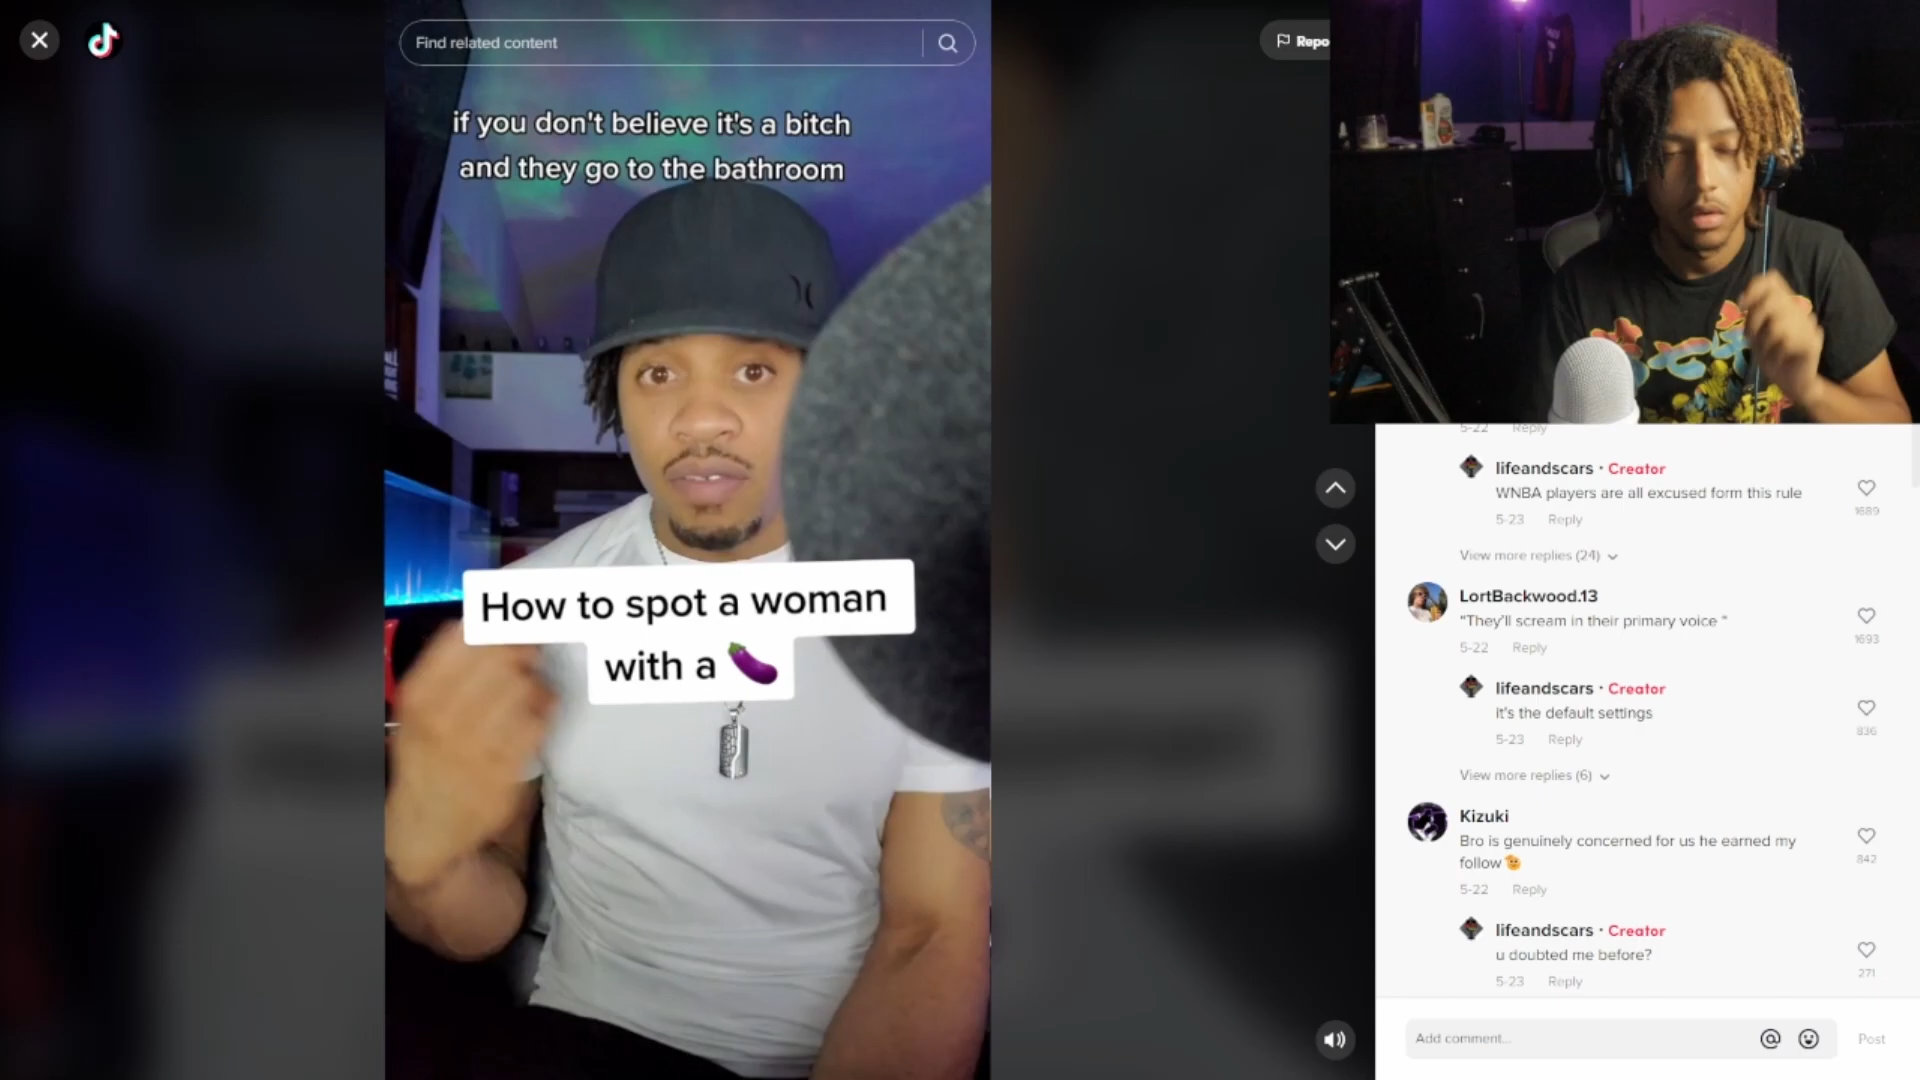 Find related content
Repo
if you don't believe it's a bitch
and they go to the bathroom
How to spot a woman
with a 🍆
5-22 Reply
lifeandscars · Creator
WNBA players are all excused form this rule
1689
5-23 Reply
View more replies (24)
LortBackwood.13
"They'll scream in their primary voice "
1693
5-22 Reply
lifeandscars · Creator
it's the default settings
836
5-23 Reply
View more replies (6)
Kizuki
Bro is genuinely concerned for us he earned my
follow 🫡
842
5-22 Reply
lifeandscars · Creator
u doubted me before?
271
5-23 Reply
Add comment...
Post